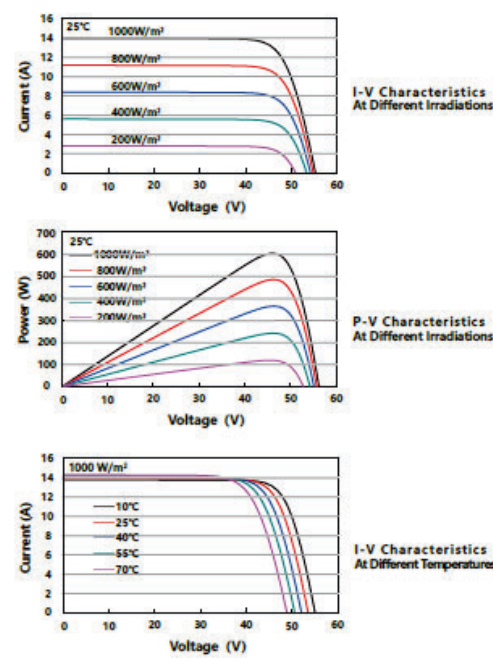 25℃
1000W/m²
800W/m²
600W/m²
400W/m²
200W/m²
Current (A)
16
14
12
10
8
6
4
2
0
0 10 20 30 40 50 60
Voltage (V)
I-V Characteristics
At Different Irradiations
25℃
1000W/m²
800W/m²
600W/m²
400W/m²
200W/m²
Power (W)
700
600
500
400
300
200
100
0
0 10 20 30 40 50 60
Voltage (V)
P-V Characteristics
At Different Irradiations
1000 W/m²
10℃
25℃
40℃
55℃
70℃
Current (A)
16
14
12
10
8
6
4
2
0
0 10 20 30 40 50 60
Voltage (V)
I-V Characteristics
At Different Temperatures